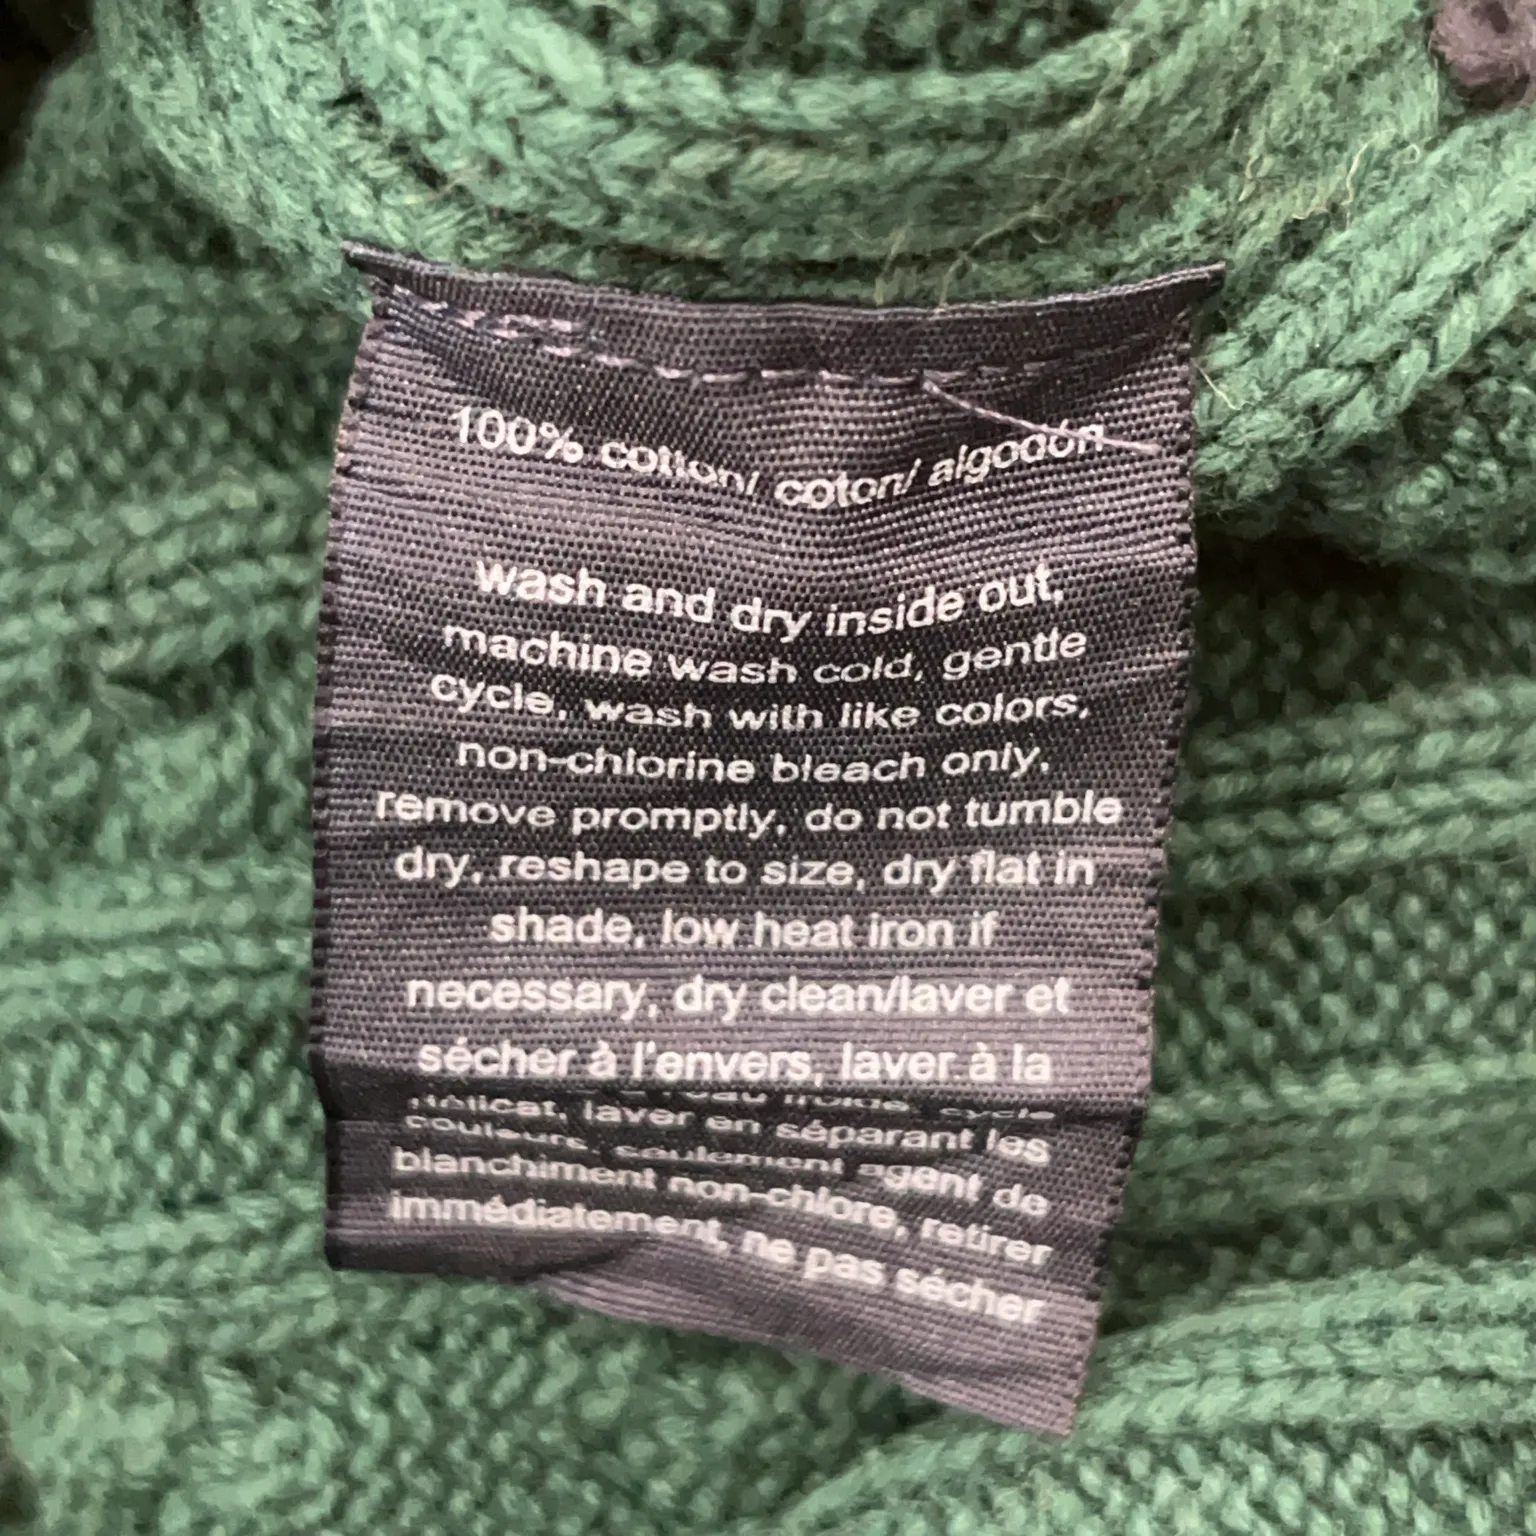 100% cotton/ coton/ algodón
wash and dry inside out,
machine wash cold, gentle
cycle, wash with like colors,
non-chlorine bleach only,
remove promptly, do not tumble
dry, reshape to size, dry flat in
shade, low heat iron if
necessary, dry clean/laver et
sécher à l'envers, laver à la
froide, cycle
délicat, laver en séparant les
couleurs, seulement agent de
blanchiment non-chlore, retirer
immédiatement, ne pas sécher